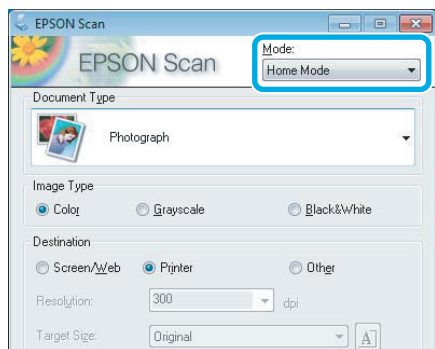 EPSON Scan
EPSON Scan
Mode:
Home Mode
Document Type
Photograph
Image Type
Color Grayscale Black&White
Destination
Screen/Web Printer Other
Resolution: 300 dpi
Target Size: Original A